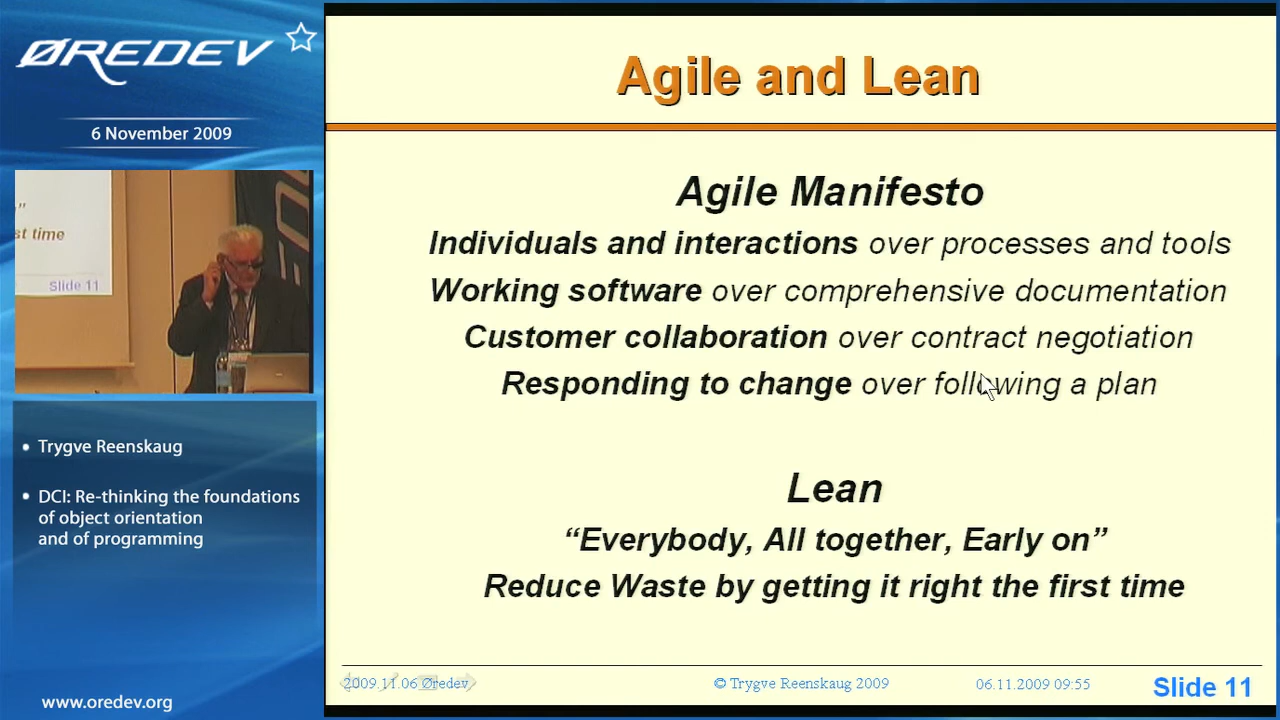 ØREDEV
6 November 2009
st time
Slide 11
Trygve Reenskaug
DCI: Re-thinking the foundations
of object orientation
and of programming
www.oredev.org
Agile and Lean
Agile Manifesto
Individuals and interactions over processes and tools
Working software over comprehensive documentation
Customer collaboration over contract negotiation
Responding to change over following a plan
Lean
“Everybody, All together, Early on”
Reduce Waste by getting it right the first time
2009.11.06 Øredev
© Trygve Reenskaug 2009
06.11.2009 09:55
Slide 11